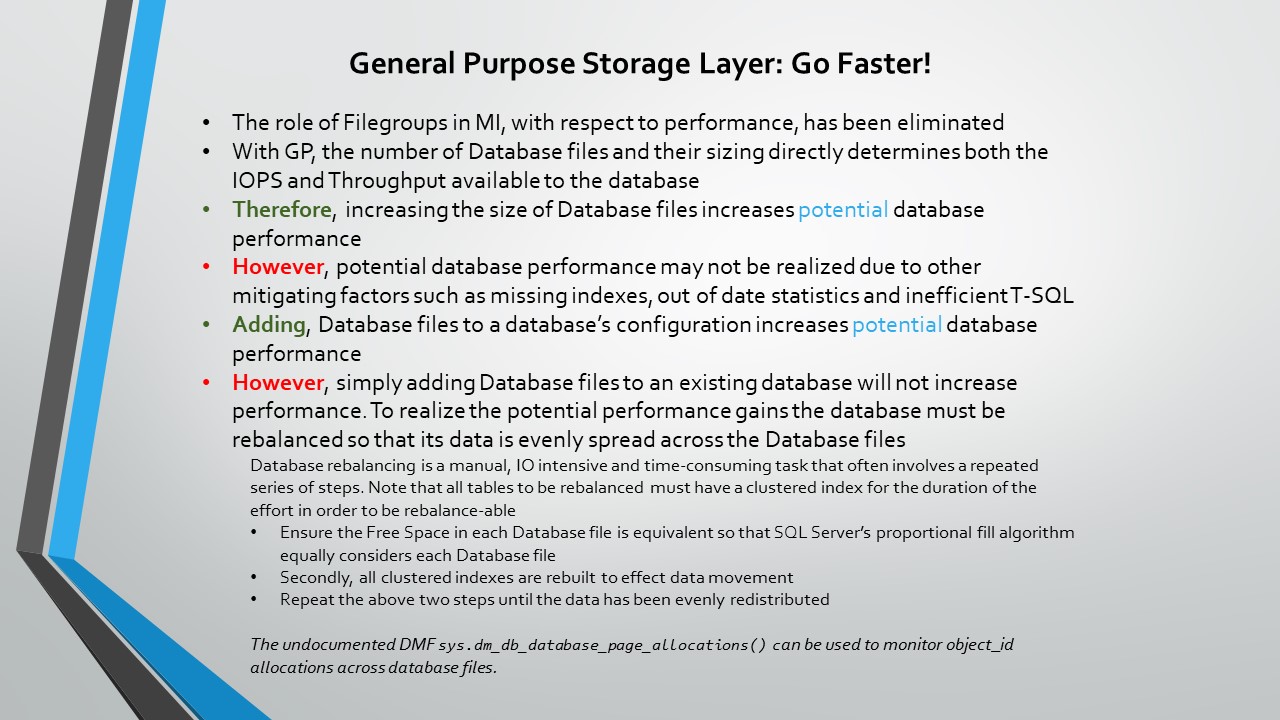 General Purpose Storage Layer: Go Faster!
• The role of Filegroups in MI, with respect to performance, has been eliminated
• With GP, the number of Database files and their sizing directly determines both the
IOPS and Throughput available to the database
• Therefore, increasing the size of Database files increases potential database
performance
• However, potential database performance may not be realized due to other
mitigating factors such as missing indexes, out of date statistics and inefficient T-SQL
• Adding, Database files to a database’s configuration increases potential database
performance
• However, simply adding Database files to an existing database will not increase
performance. To realize the potential performance gains the database must be
rebalanced so that its data is evenly spread across the Database files
Database rebalancing is a manual, IO intensive and time-consuming task that often involves a repeated
series of steps. Note that all tables to be rebalanced must have a clustered index for the duration of the
effort in order to be rebalance-able
• Ensure the Free Space in each Database file is equivalent so that SQL Server’s proportional fill algorithm
equally considers each Database file
• Secondly, all clustered indexes are rebuilt to effect data movement
• Repeat the above two steps until the data has been evenly redistributed
The undocumented DMF sys.dm_db_database_page_allocations() can be used to monitor object_id
allocations across database files.